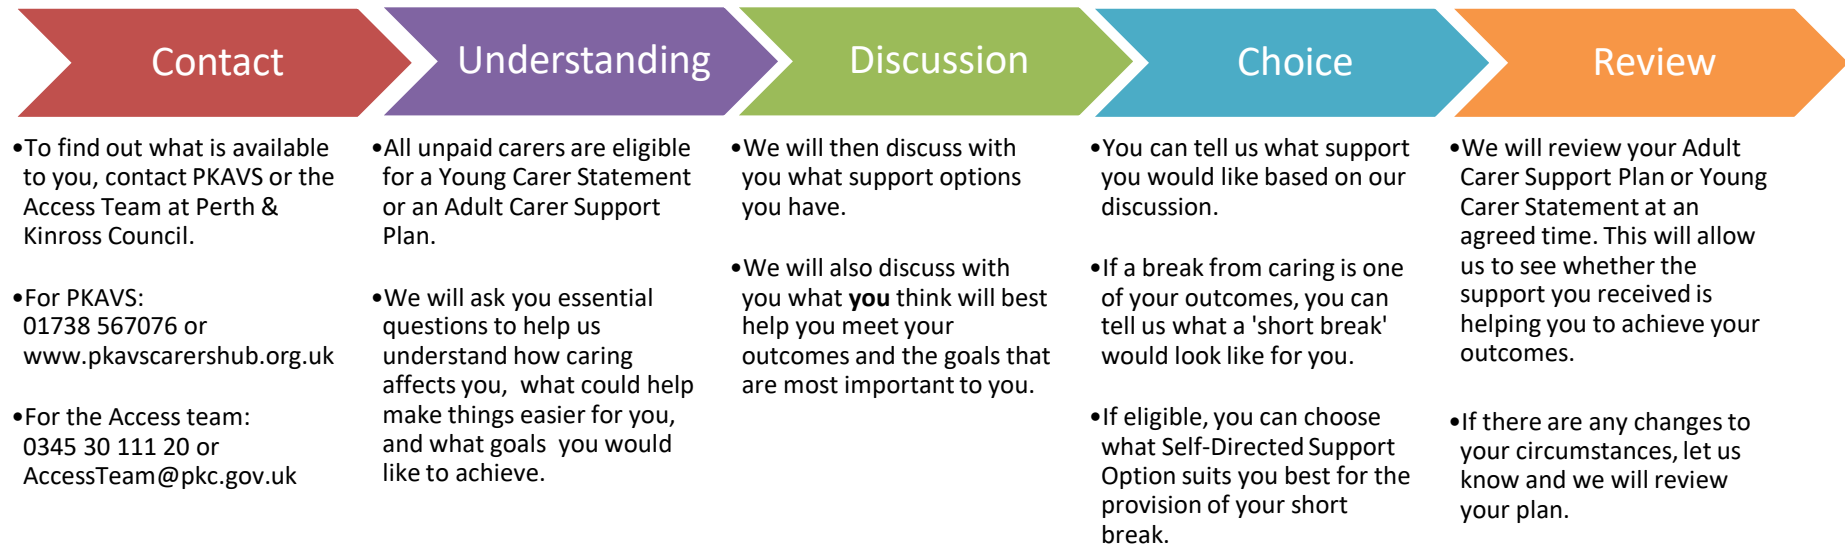 Contact
Understanding
Discussion
Choice
Review
•To find out what is available
to you, contact PKAVS or the
Access Team at Perth &
Kinross Council.
•For PKAVS:
01738 567076 or
www.pkavscarershub.org.uk
•For the Access team:
0345 30 111 20 or
AccessTeam@pkc.gov.uk
•All unpaid carers are eligible
for a Young Carer Statement
or an Adult Carer Support
Plan.
•We will ask you essential
questions to help us
understand how caring
affects you, what could help
make things easier for you,
and what goals you would
like to achieve.
•We will then discuss with
you what support options
you have.
•We will also discuss with
you what you think will best
help you meet your
outcomes and the goals that
are most important to you.
•You can tell us what support
you would like based on our
discussion.
•If a break from caring is one
of your outcomes, you can
tell us what a 'short break'
would look like for you.
•If eligible, you can choose
what Self-Directed Support
Option suits you best for the
provision of your short
break.
•We will review your Adult
Carer Support Plan or Young
Carer Statement at an
agreed time. This will allow
us to see whether the
support you received is
helping you to achieve your
outcomes.
•If there are any changes to
your circumstances, let us
know and we will review
your plan.